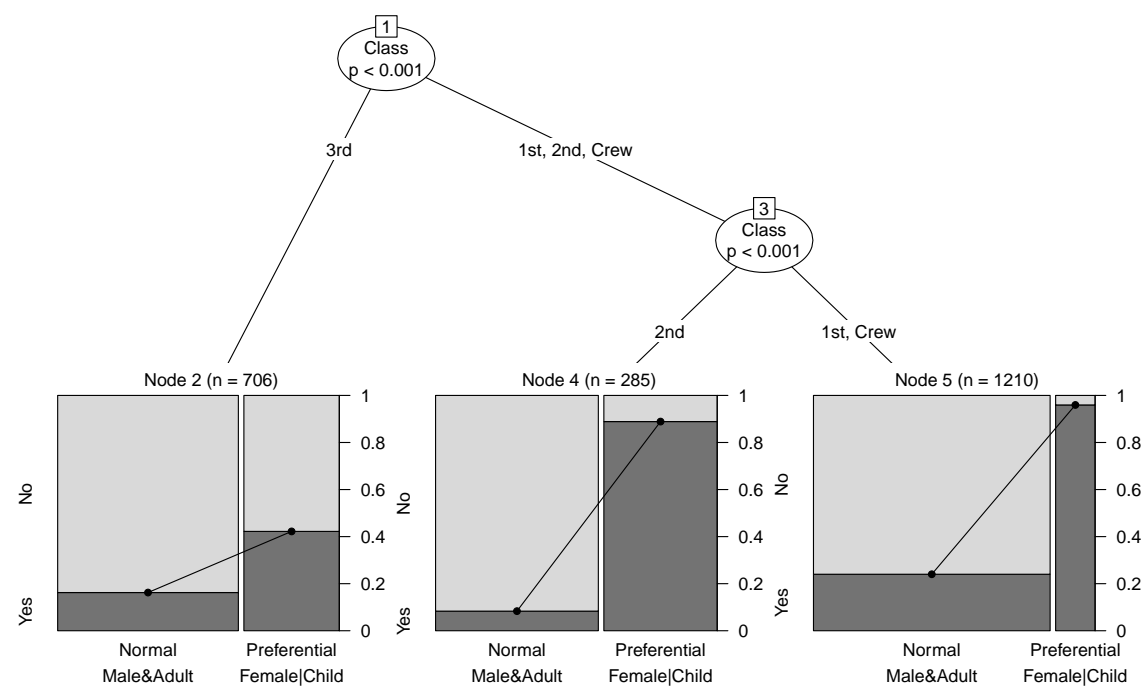 1
Class
p < 0.001
3rd
1st, 2nd, Crew
3
Class
p < 0.001
2nd
1st, Crew
Node 2 (n = 706)
No
Yes
1
0.8
0.6
0.4
0.2
0
Normal
Male&Adult
Preferential
Female|Child
Node 4 (n = 285)
No
Yes
1
0.8
0.6
0.4
0.2
0
Normal
Male&Adult
Preferential
Female|Child
Node 5 (n = 1210)
No
Yes
1
0.8
0.6
0.4
0.2
0
Normal
Male&Adult
Preferential
Female|Child